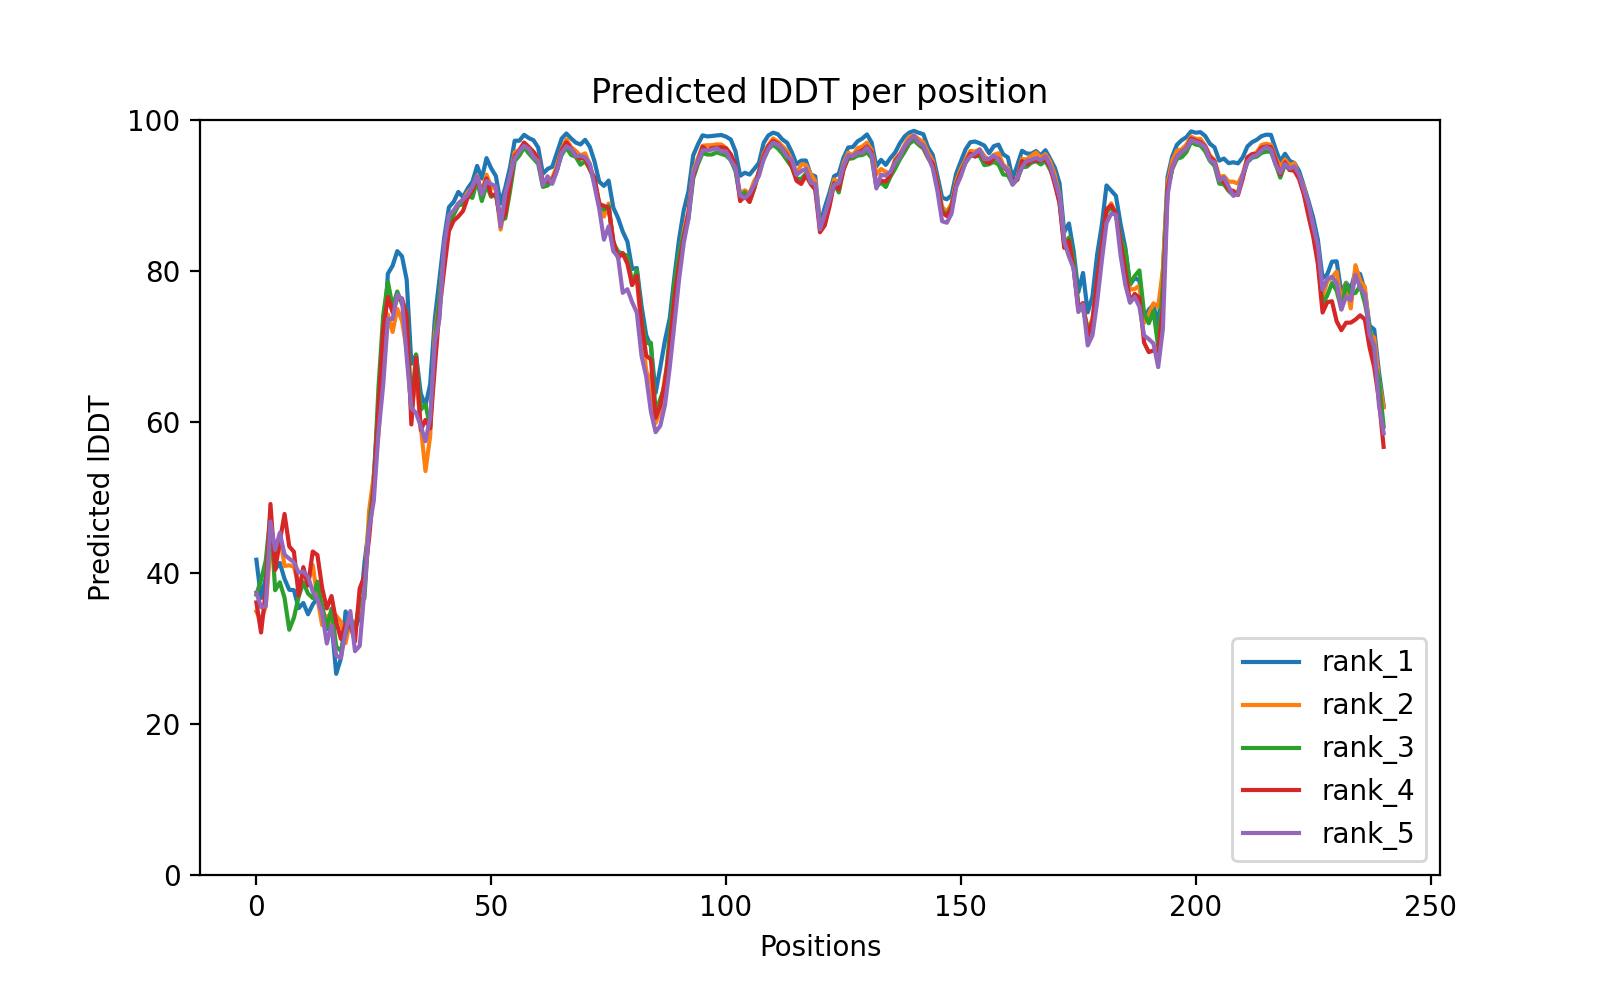 Predicted lDDT per position
100
80
60
40
20
0
Predicted lDDT
0 50 100 150 200 250
Positions
rank_1
rank_2
rank_3
rank_4
rank_5